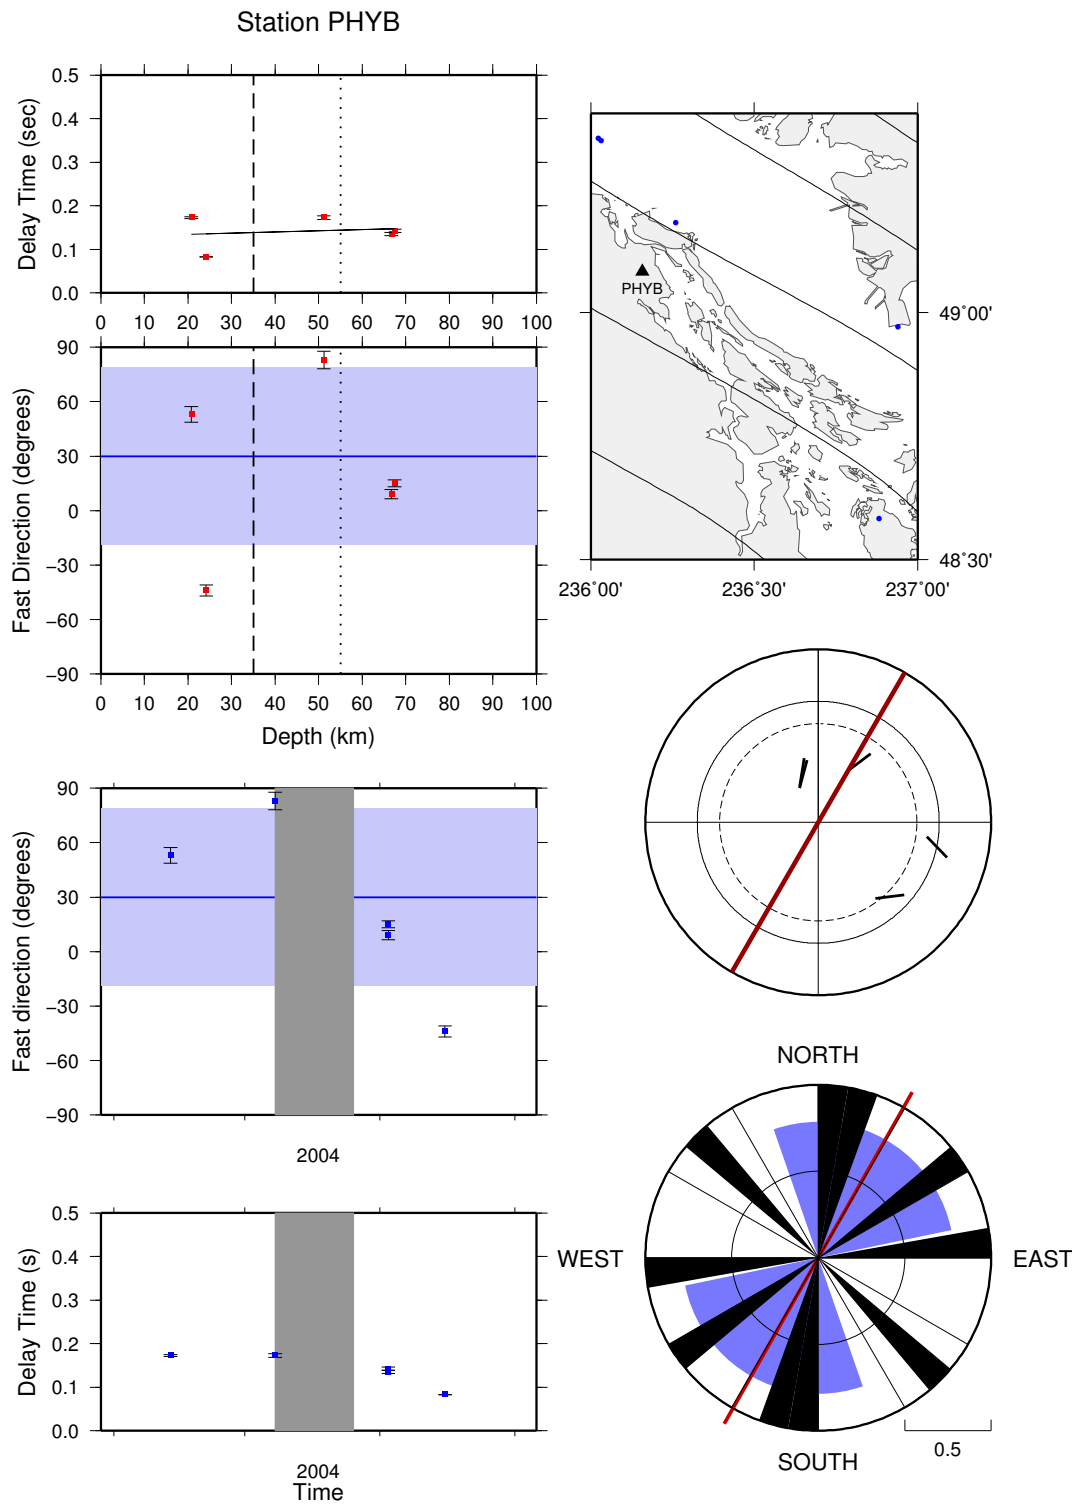 Station PHYB
Delay Time (sec)
0.5
0.4
0.3
0.2
0.1
0.0
0 10 20 30 40 50 60 70 80 90 100
Fast Direction (degrees)
90
60
30
0
−30
−60
−90
0 10 20 30 40 50 60 70 80 90 100
Depth (km)
PHYB
49°00'
48°30'
236°00' 236°30' 237°00'
Fast direction (degrees)
90
60
30
0
−30
−60
−90
2004
Delay Time (s)
0.5
0.4
0.3
0.2
0.1
0.0
2004
Time
NORTH
WEST
EAST
SOUTH
0.5